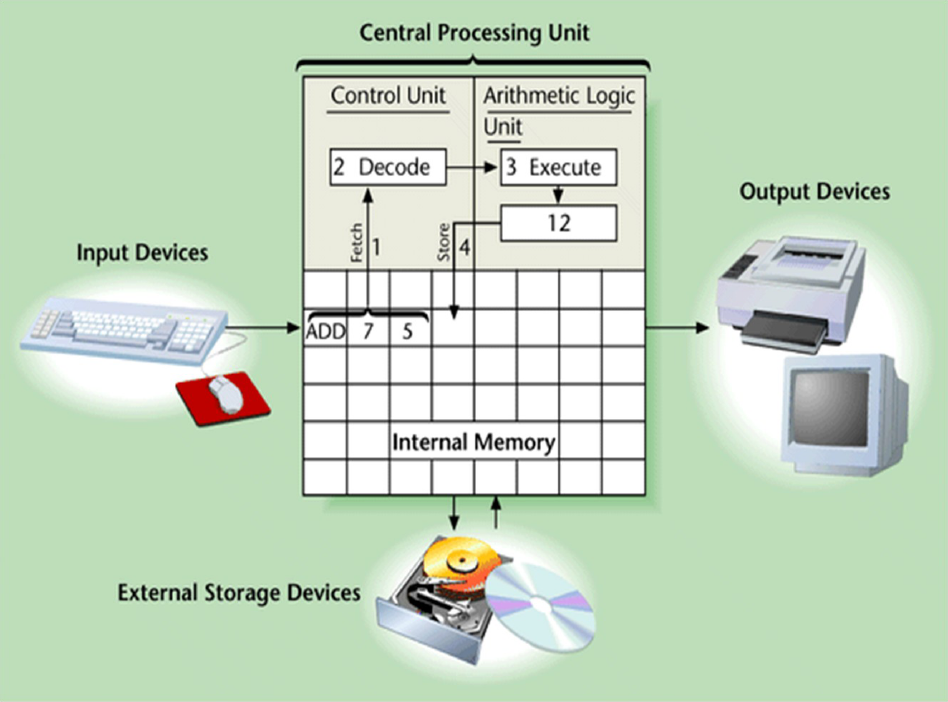 Central Processing Unit
Control Unit
Arithmetic Logic
Unit
2 Decode
3 Execute
12
Fetch
1
Store
4
Input Devices
Output Devices
ADD 7 5
Internal Memory
External Storage Devices